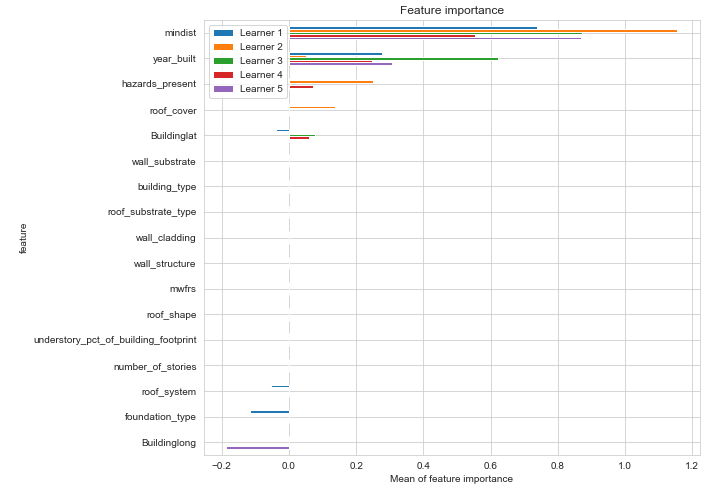 Feature importance
mindist
year_built
hazards_present
roof_cover
Buildinglat
wall_substrate
building_type
roof_substrate_type
wall_cladding
wall_structure
mwfrs
roof_shape
understory_pct_of_building_footprint
number_of_stories
roof_system
foundation_type
Buildinglong
feature
Learner 1
Learner 2
Learner 3
Learner 4
Learner 5
−0.2 0.0 0.2 0.4 0.6 0.8 1.0 1.2
Mean of feature importance